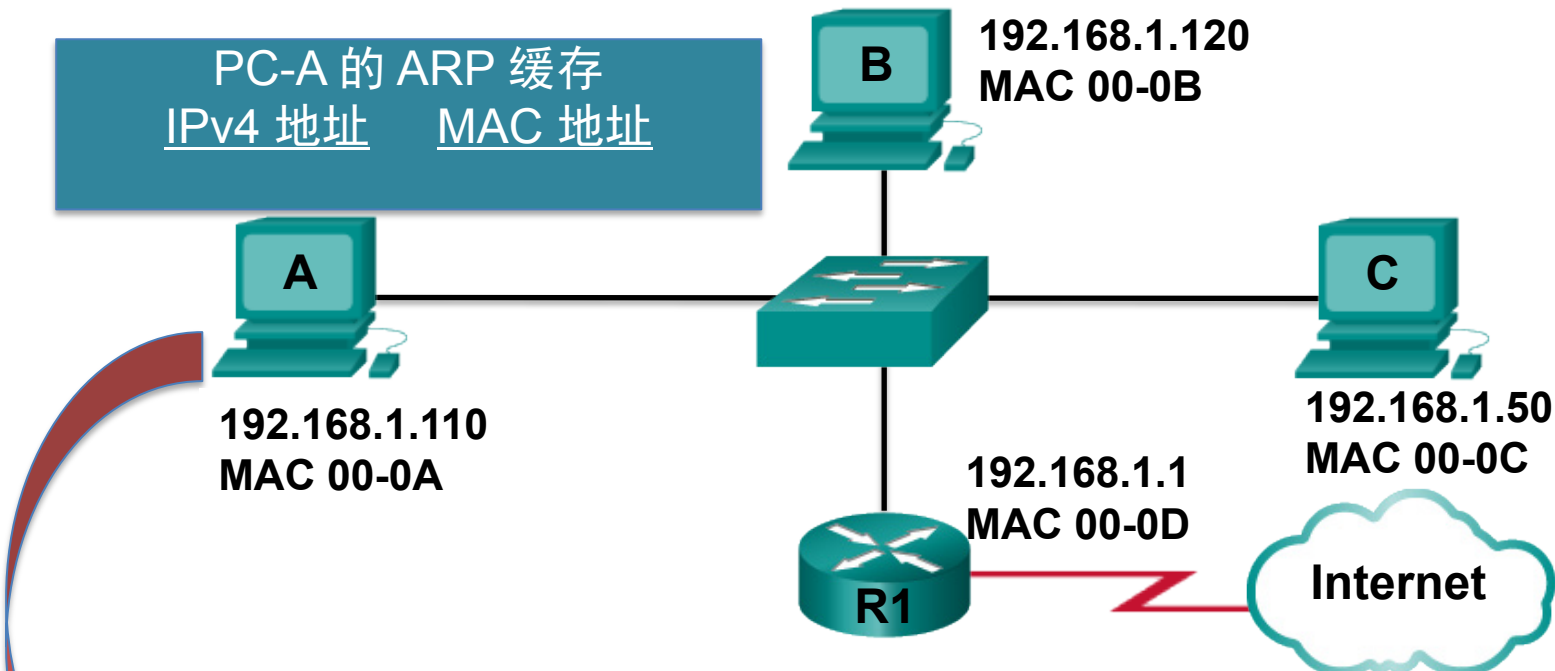 PC-A 的 ARP 缓存
IPv4 地址 MAC 地址
B
192.168.1.120
MAC 00-0B
A
192.168.1.110
MAC 00-0A
C
192.168.1.50
MAC 00-0C
192.168.1.1
MAC 00-0D
R1
Internet